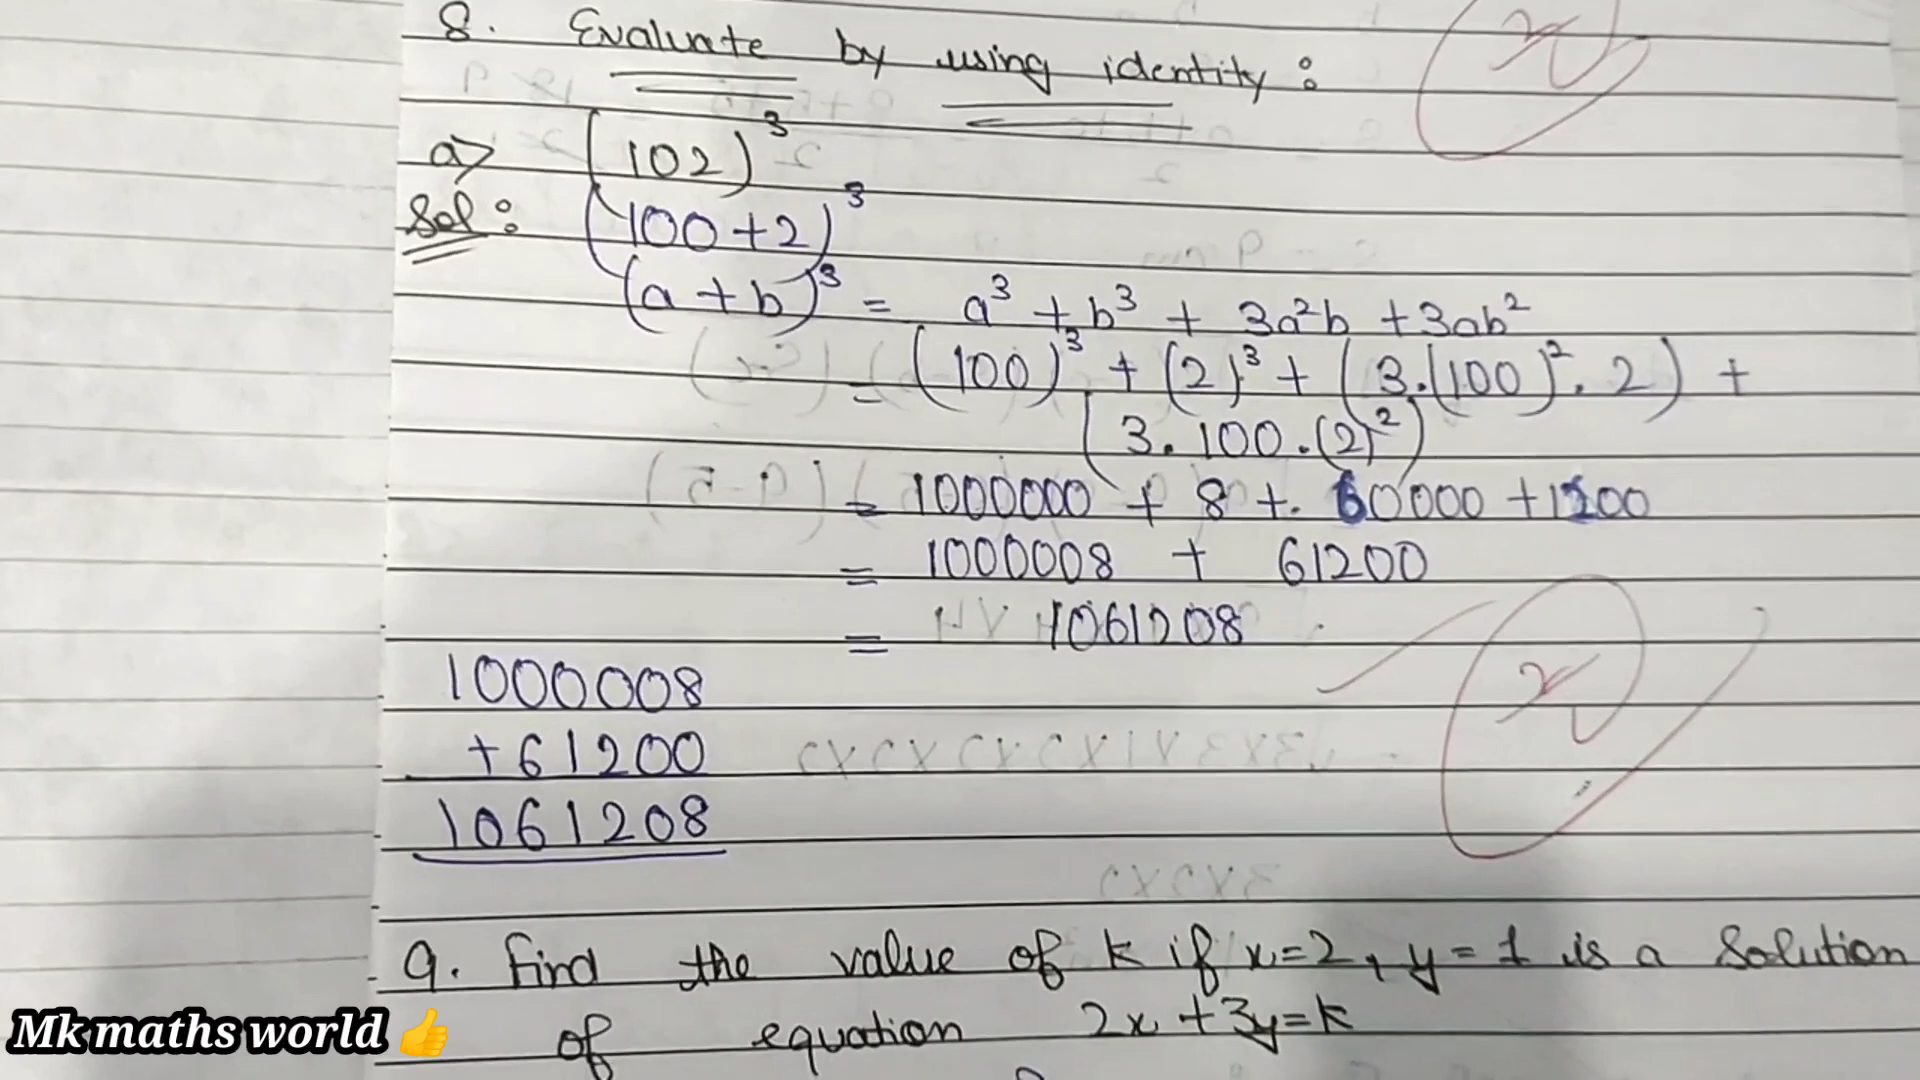 8. Evaluate by using identity :
a> (102)³
Sol : (100+2)³
(a+b)³ = a³ + b³ + 3a²b + 3ab²
= (100)³ + (2)³ + (3.(100)².2) +
(3.100.(2)²)
= 1000000 + 8 + 60000 + 1200
= 1000008 + 61200
= 1061208
1000008
+61200
1061208
9. Find the value of k if x=2, y=1 is a solution
of equation 2x+3y=k
Mk maths world 👍